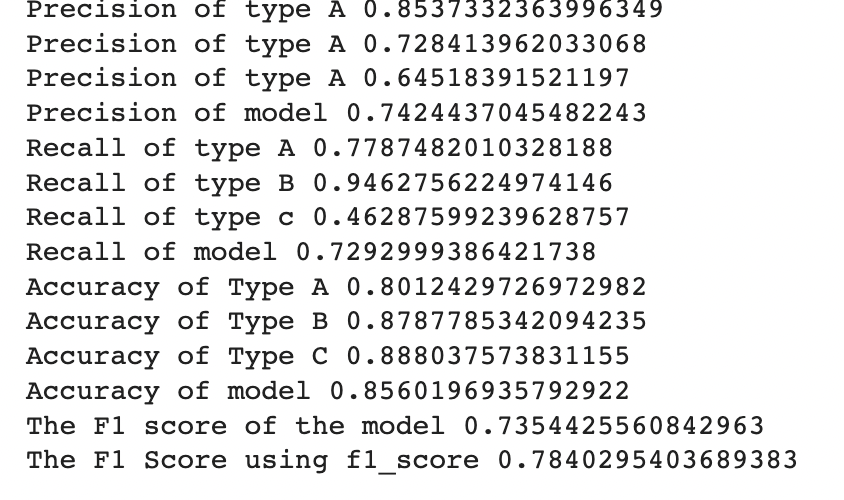 Precision of type A 0.8537332363996349
Precision of type A 0.728413962033068
Precision of type A 0.64518391521197
Precision of model 0.7424437045482243
Recall of type A 0.7787482010328188
Recall of type B 0.9462756224974146
Recall of type c 0.46287599239628757
Recall of model 0.7292999386421738
Accuracy of Type A 0.8012429726972982
Accuracy of Type B 0.8787785342094235
Accuracy of Type C 0.888037573831155
Accuracy of model 0.8560196935792922
The F1 score of the model 0.7354425560842963
The F1 Score using f1_score 0.7840295403689383